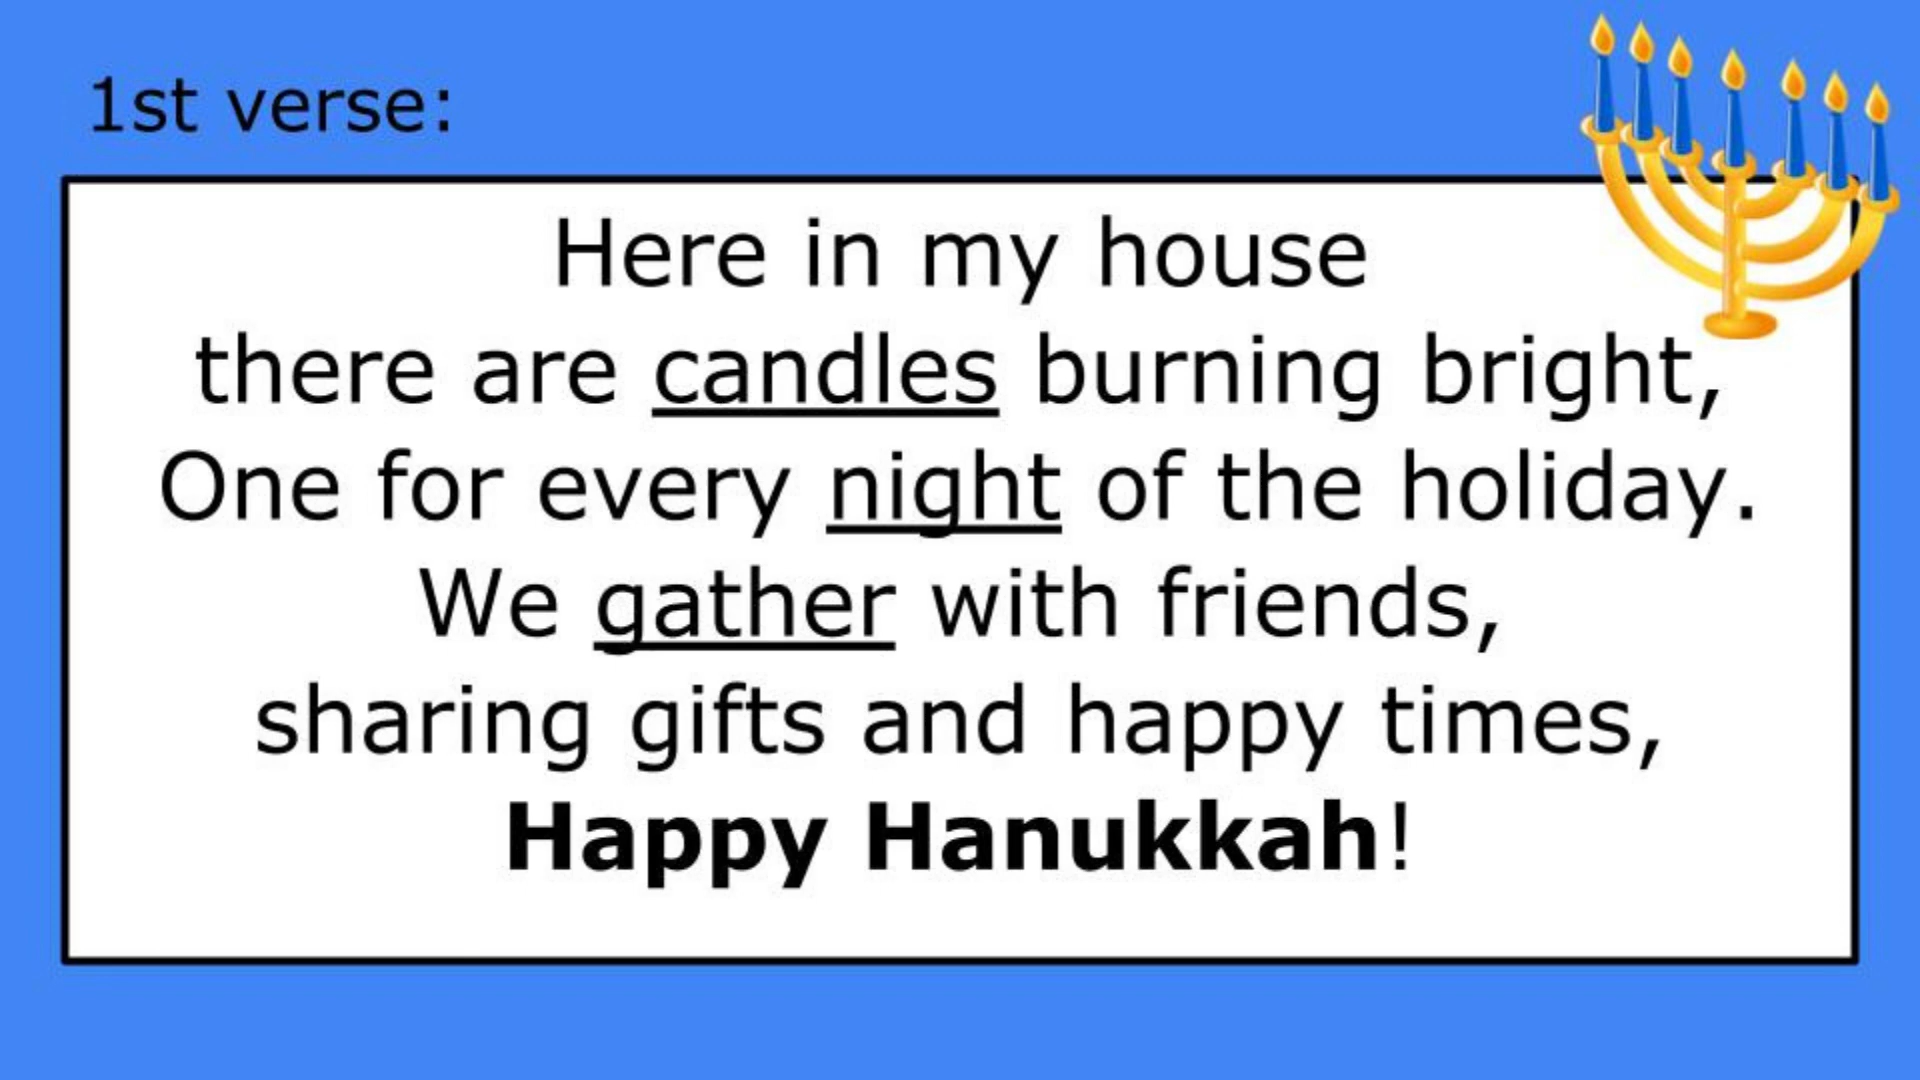 1st verse:
Here in my house
there are candles burning bright,
One for every night of the holiday.
We gather with friends,
sharing gifts and happy times,
Happy Hanukkah!